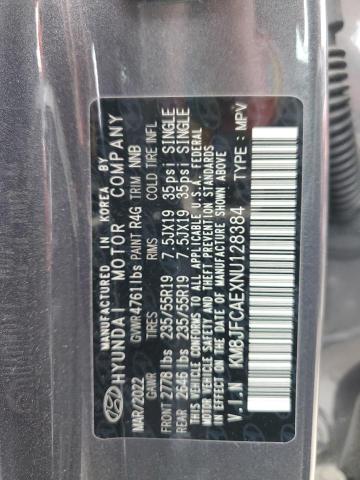 MANUFACTURED IN KOREA BY
HYUNDAI MOTOR COMPANY
MAR/2022 GVWR 4761lbs PAINT R4G TRIM NNB
GAWR TIRES RIMS COLD TIRE INFL
FRONT 2778 lbs 235/55R19 7.5JX19 35psi SINGLE
REAR 2646 lbs 235/55R19 7.5JX19 35psi SINGLE
THIS VEHICLE CONFORMS TO ALL APPLICABLE U.S.A. FEDERAL
MOTOR VEHICLE SAFETY AND THEFT PREVENTION
STANDARDS IN EFFECT ON THE DATE OF
MANUFACTURE SHOWN ABOVE.
V.I.N KM8JFCAEXNU128384 TYPE : MPV